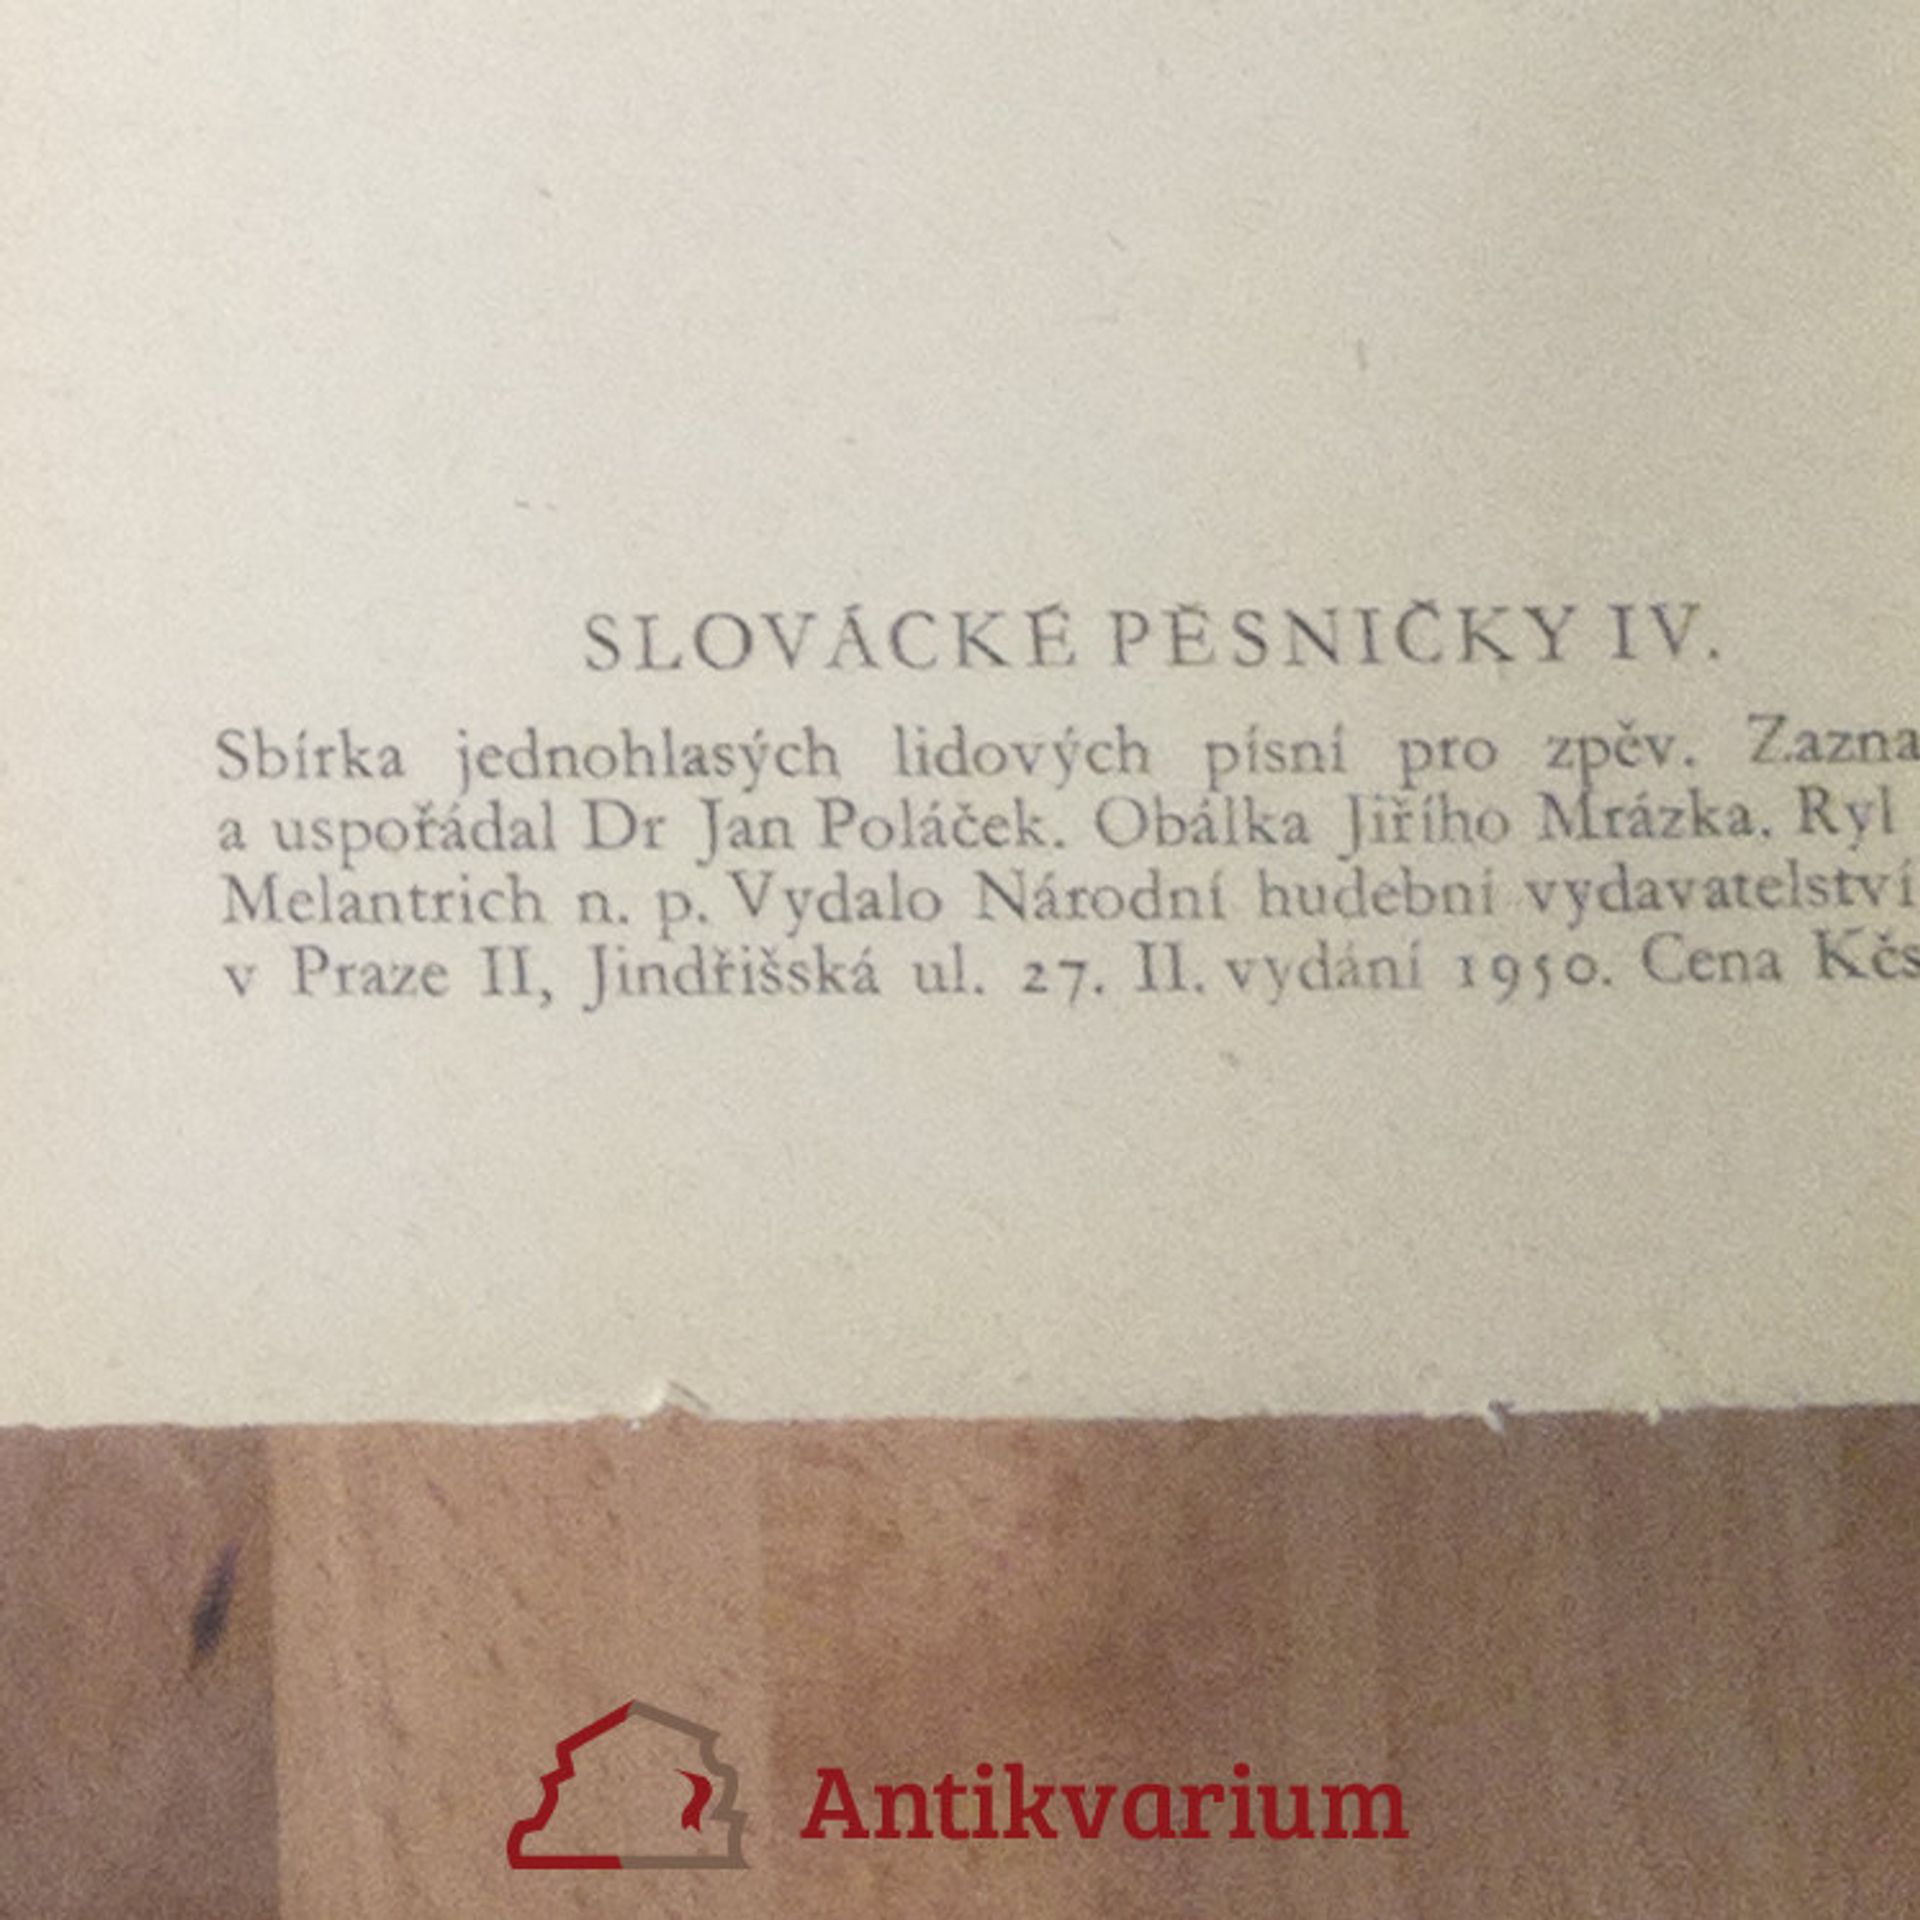 SLOVÁCKÉ PĚSNIČKY IV.
Sbírka jednohlasých lidových písní pro zpěv. Zazna
a uspořádal Dr Jan Poláček. Obálka Jiřího Mrázka. Ryl
Melantrich n. p. Vydalo Národní hudební vydavatelství
v Praze II, Jindřišská ul. 27. II. vydání 1950. Cena Kčs
Antikvarium